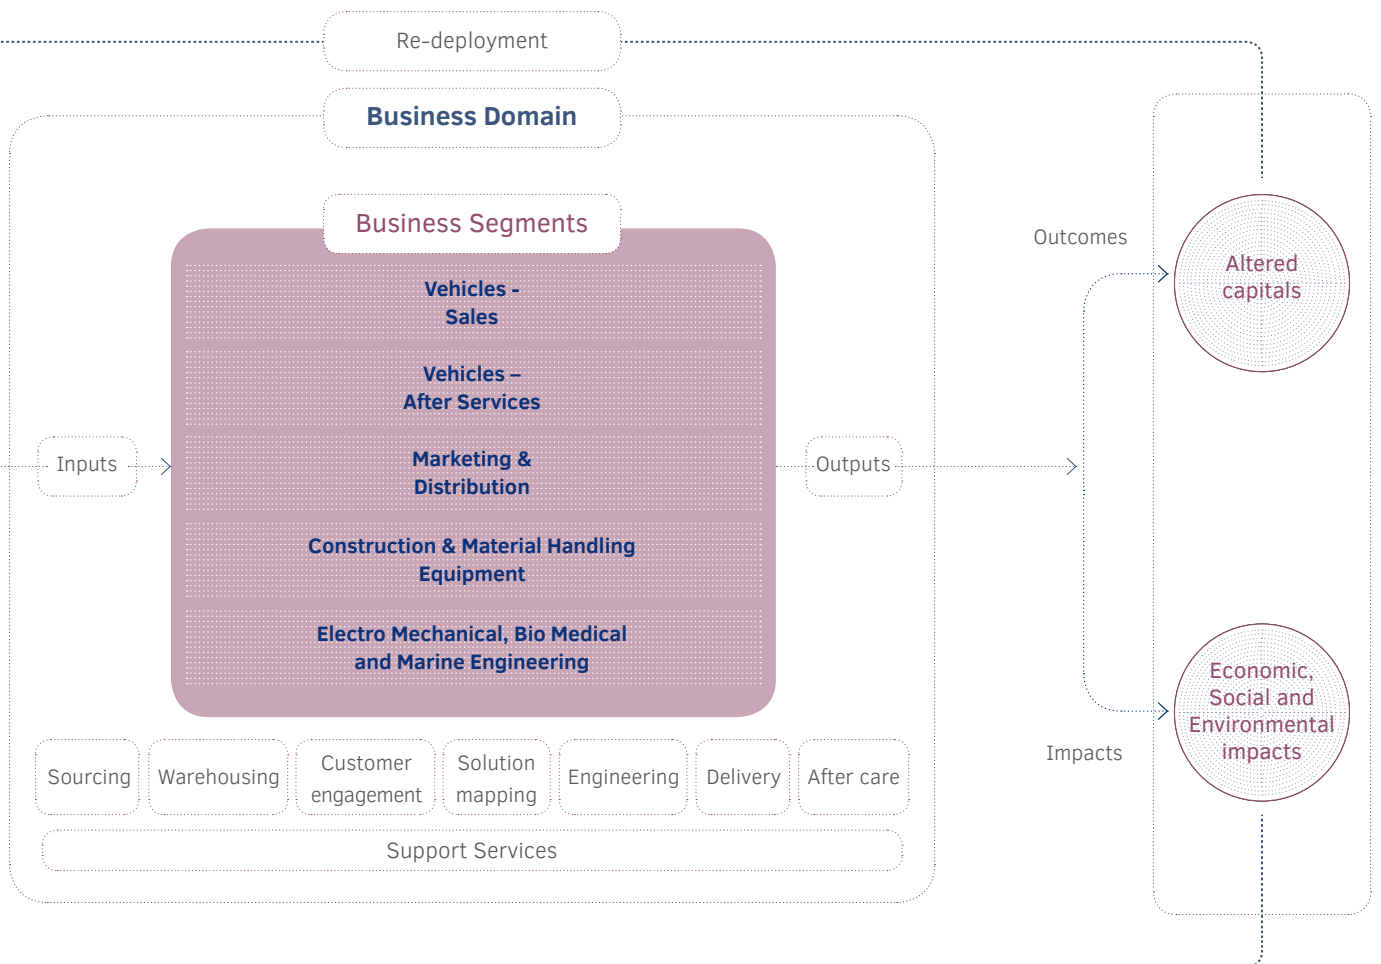 Re-deployment
Business Domain
Business Segments
Vehicles -
Sales
Vehicles –
After Services
Marketing &
Distribution
Construction & Material Handling
Equipment
Electro Mechanical, Bio Medical
and Marine Engineering
Inputs
Outputs
Outcomes
Altered
capitals
Impacts
Economic,
Social and
Environmental
impacts
Sourcing
Warehousing
Customer
engagement
Solution
mapping
Engineering
Delivery
After care
Support Services